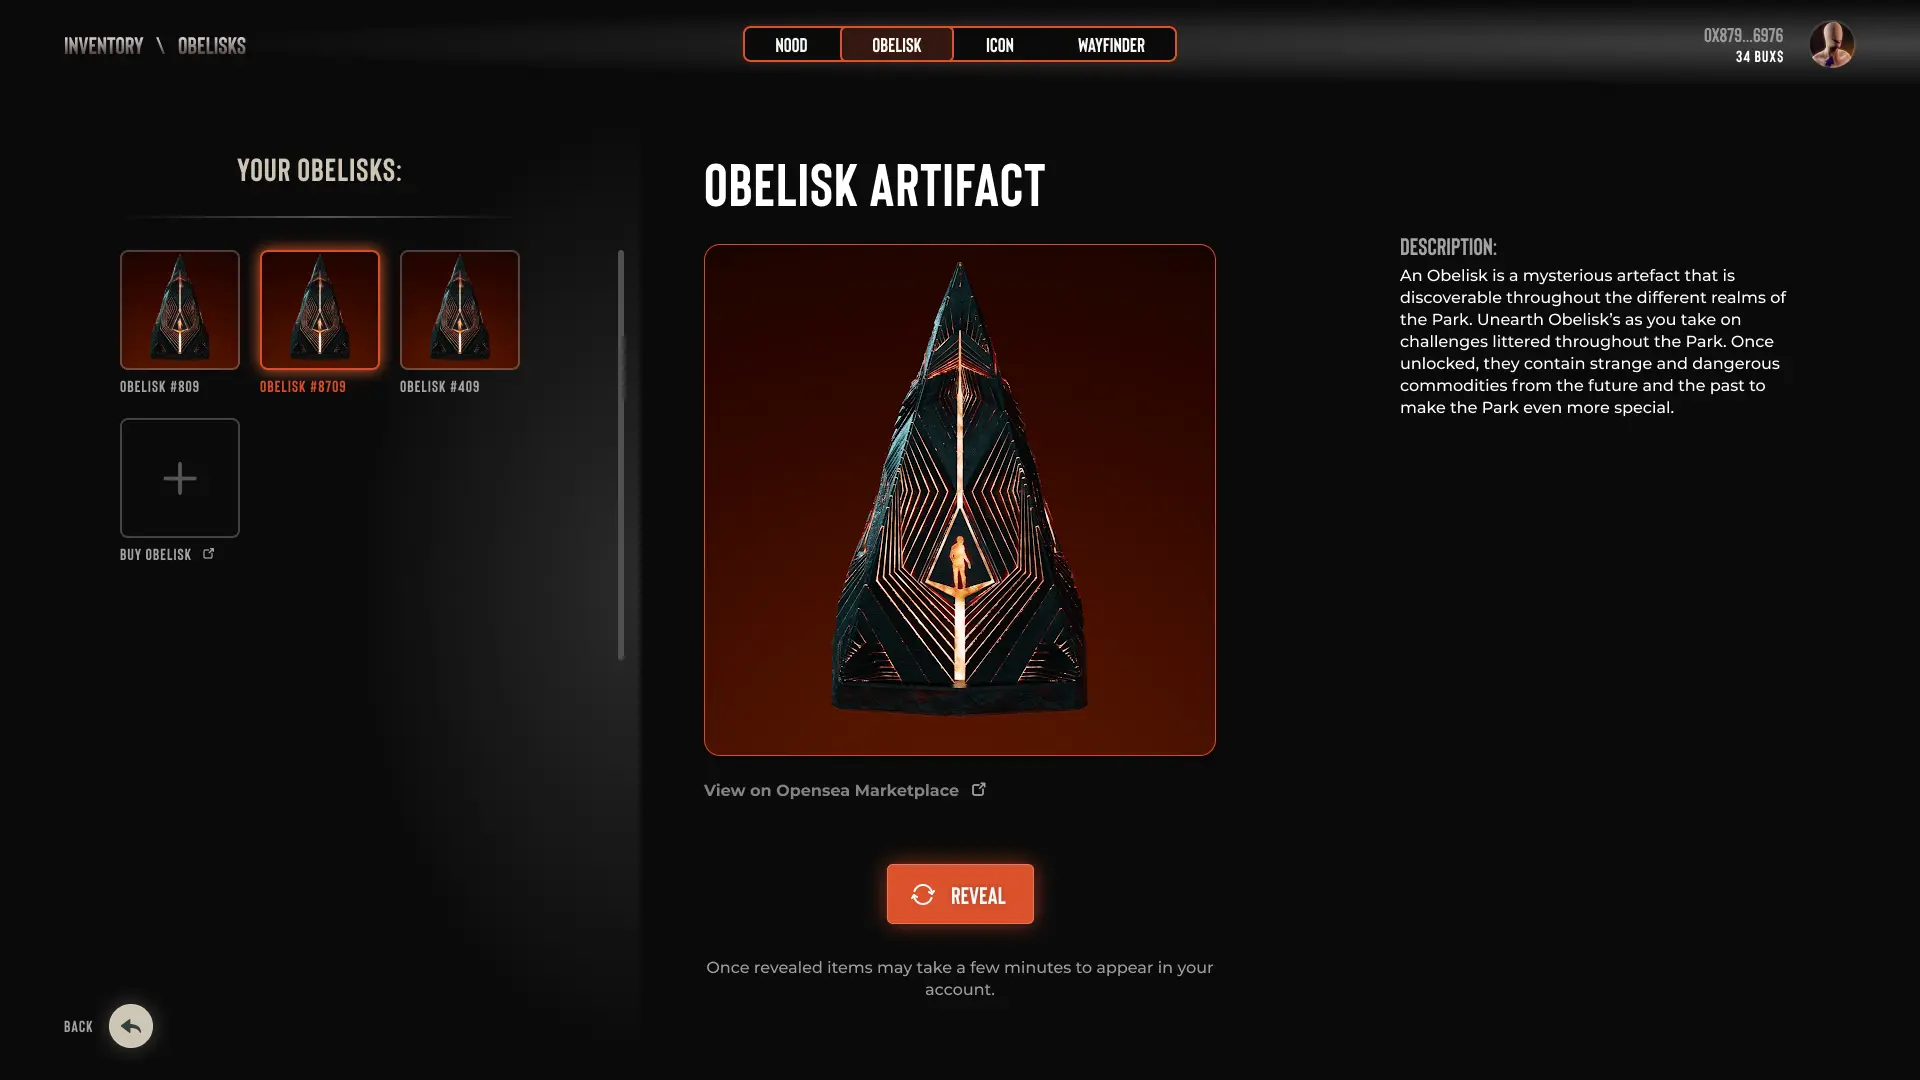 INVENTORY \ OBELISKS
NOOD
OBELISK
ICON
WAYFINDER
0X879...6976
34 BUX$
YOUR OBELISKS:
OBELISK #809
OBELISK #8709
OBELISK #409
BUY OBELISK
BACK
OBELISK ARTIFACT
View on Opensea Marketplace
REVEAL
Once revealed items may take a few minutes to appear in your
account.
DESCRIPTION:
An Obelisk is a mysterious artefact that is
discoverable throughout the different realms of
the Park. Unearth Obelisk’s as you take on
challenges littered throughout the Park. Once
unlocked, they contain strange and dangerous
commodities from the future and the past to
make the Park even more special.